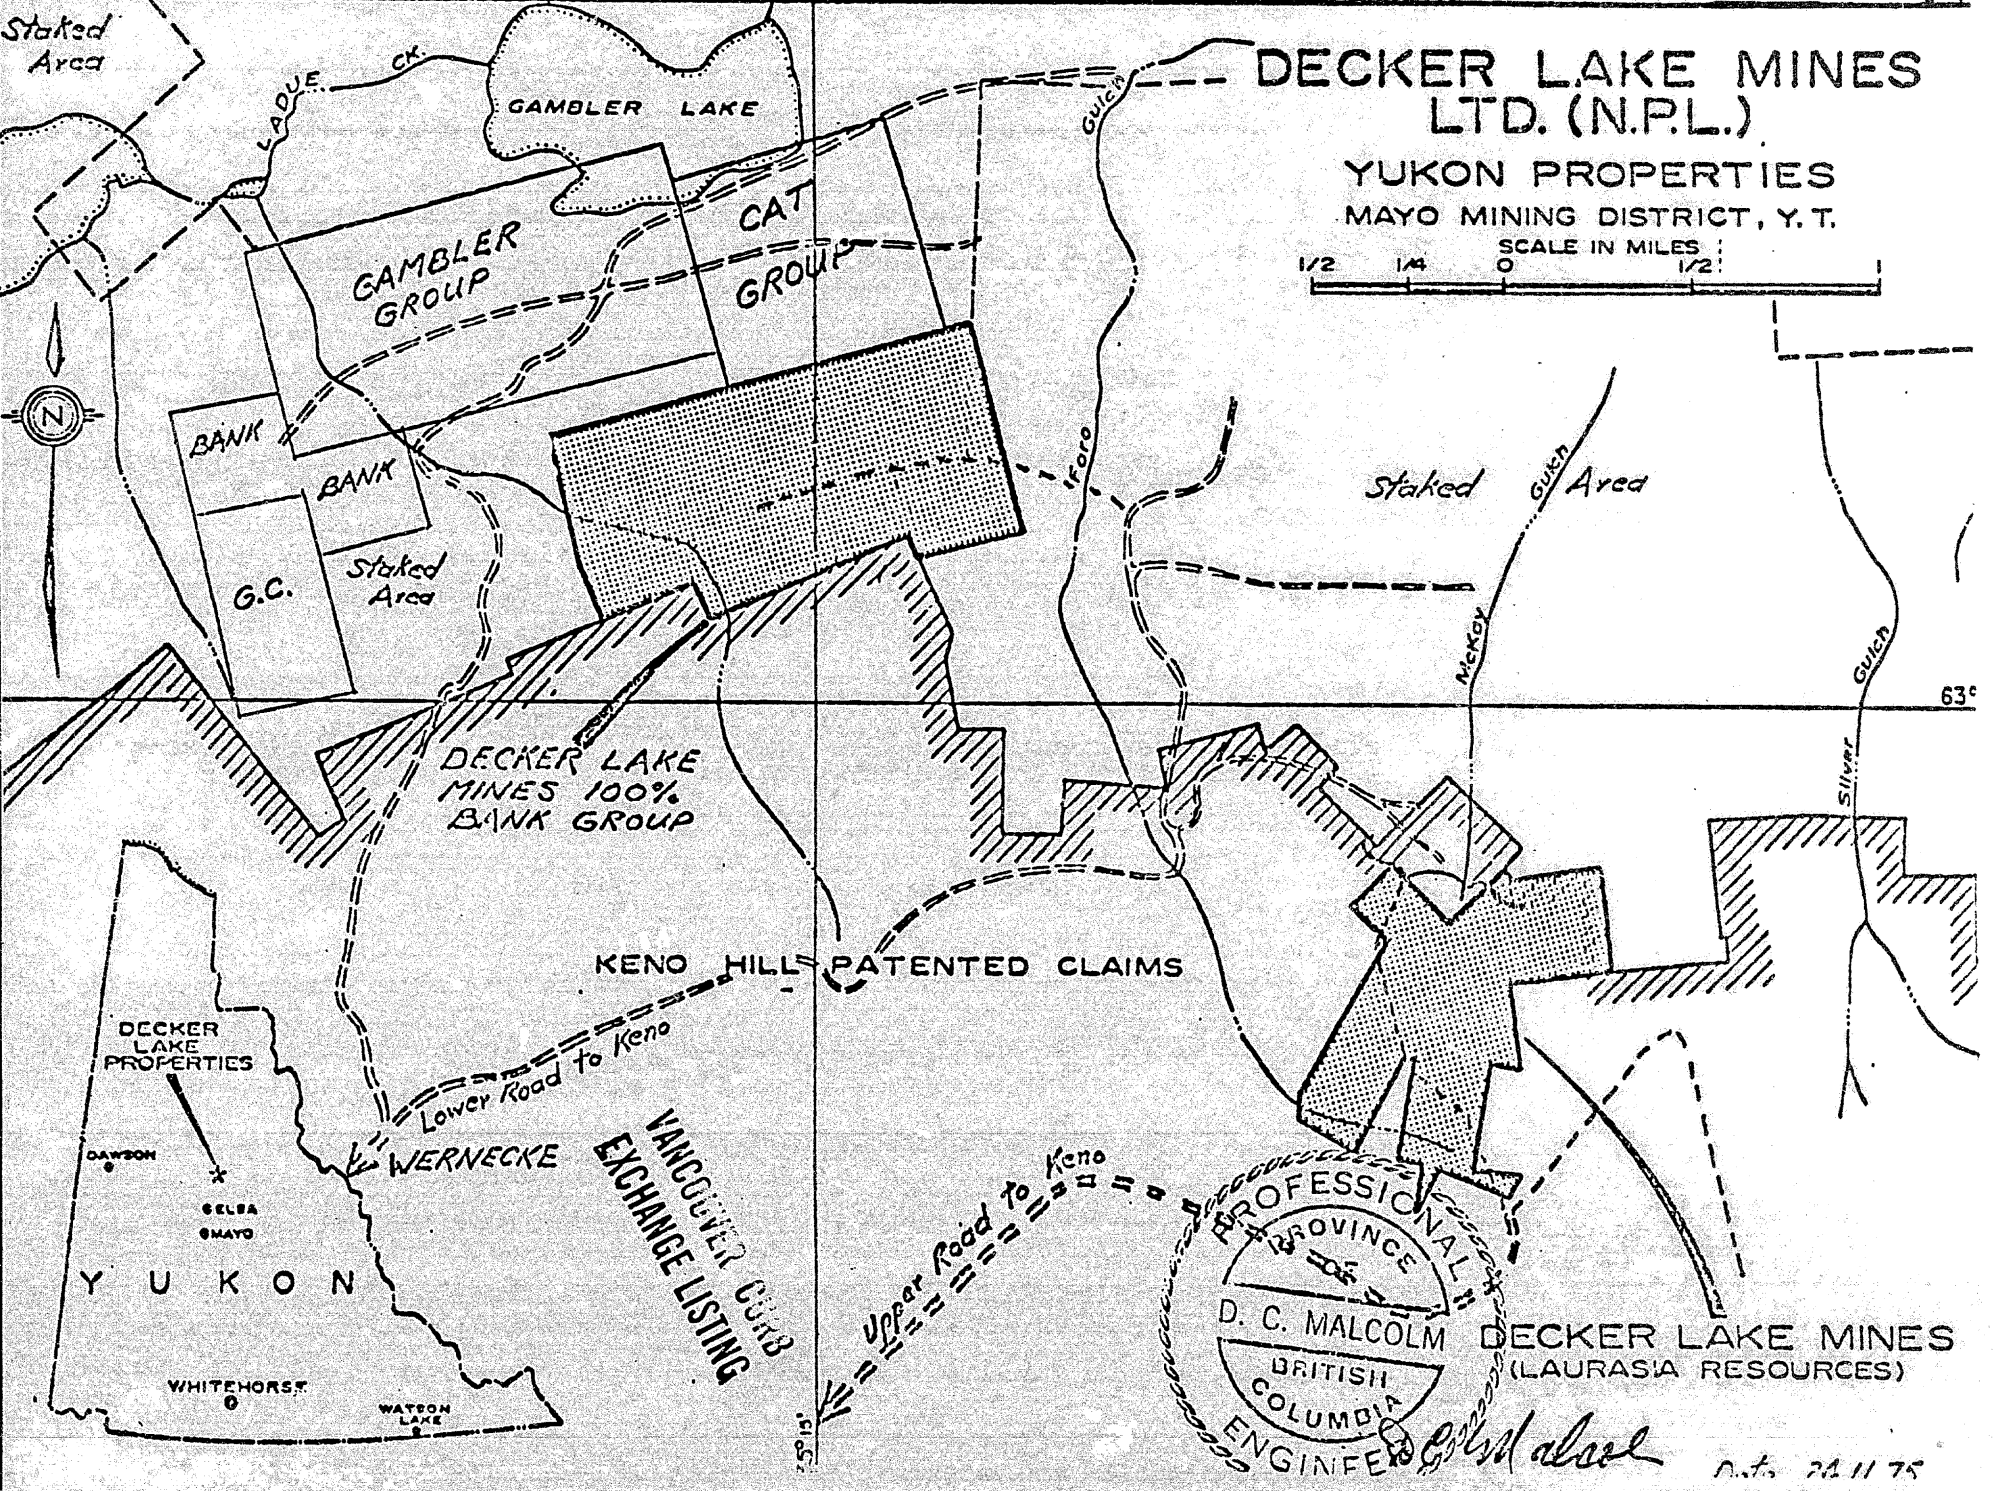 DECKER LAKE MINES
LTD. (N.P.L.)
YUKON PROPERTIES
MAYO MINING DISTRICT, Y.T.
SCALE IN MILES
1/2 1/4 0 1/2 1
Staked
Area
LADUE CK.
GAMBLER LAKE
Gulch
GAMBLER
GROUP
CAT
GROUP
N
BANK
BANK
G.C.
Staked
Area
Faro
Staked Area
Gulch
McKay
Gulch
Silver
63°
DECKER LAKE
MINES 100%
BANK GROUP
KENO HILL PATENTED CLAIMS
Lower Road to Keno
WERNECKE
Upper Road to Keno
DECKER
LAKE
PROPERTIES
DAWSON
MAYO
YUKON
WHITEHORSE
WATSON
LAKE
VANCOUVER CURB
EXCHANGE LISTING
PROFESSIONAL
PROVINCE
OF
D. C. MALCOLM
BRITISH
COLUMBIA
ENGINEER
DECKER LAKE MINES
(LAURASIA RESOURCES)